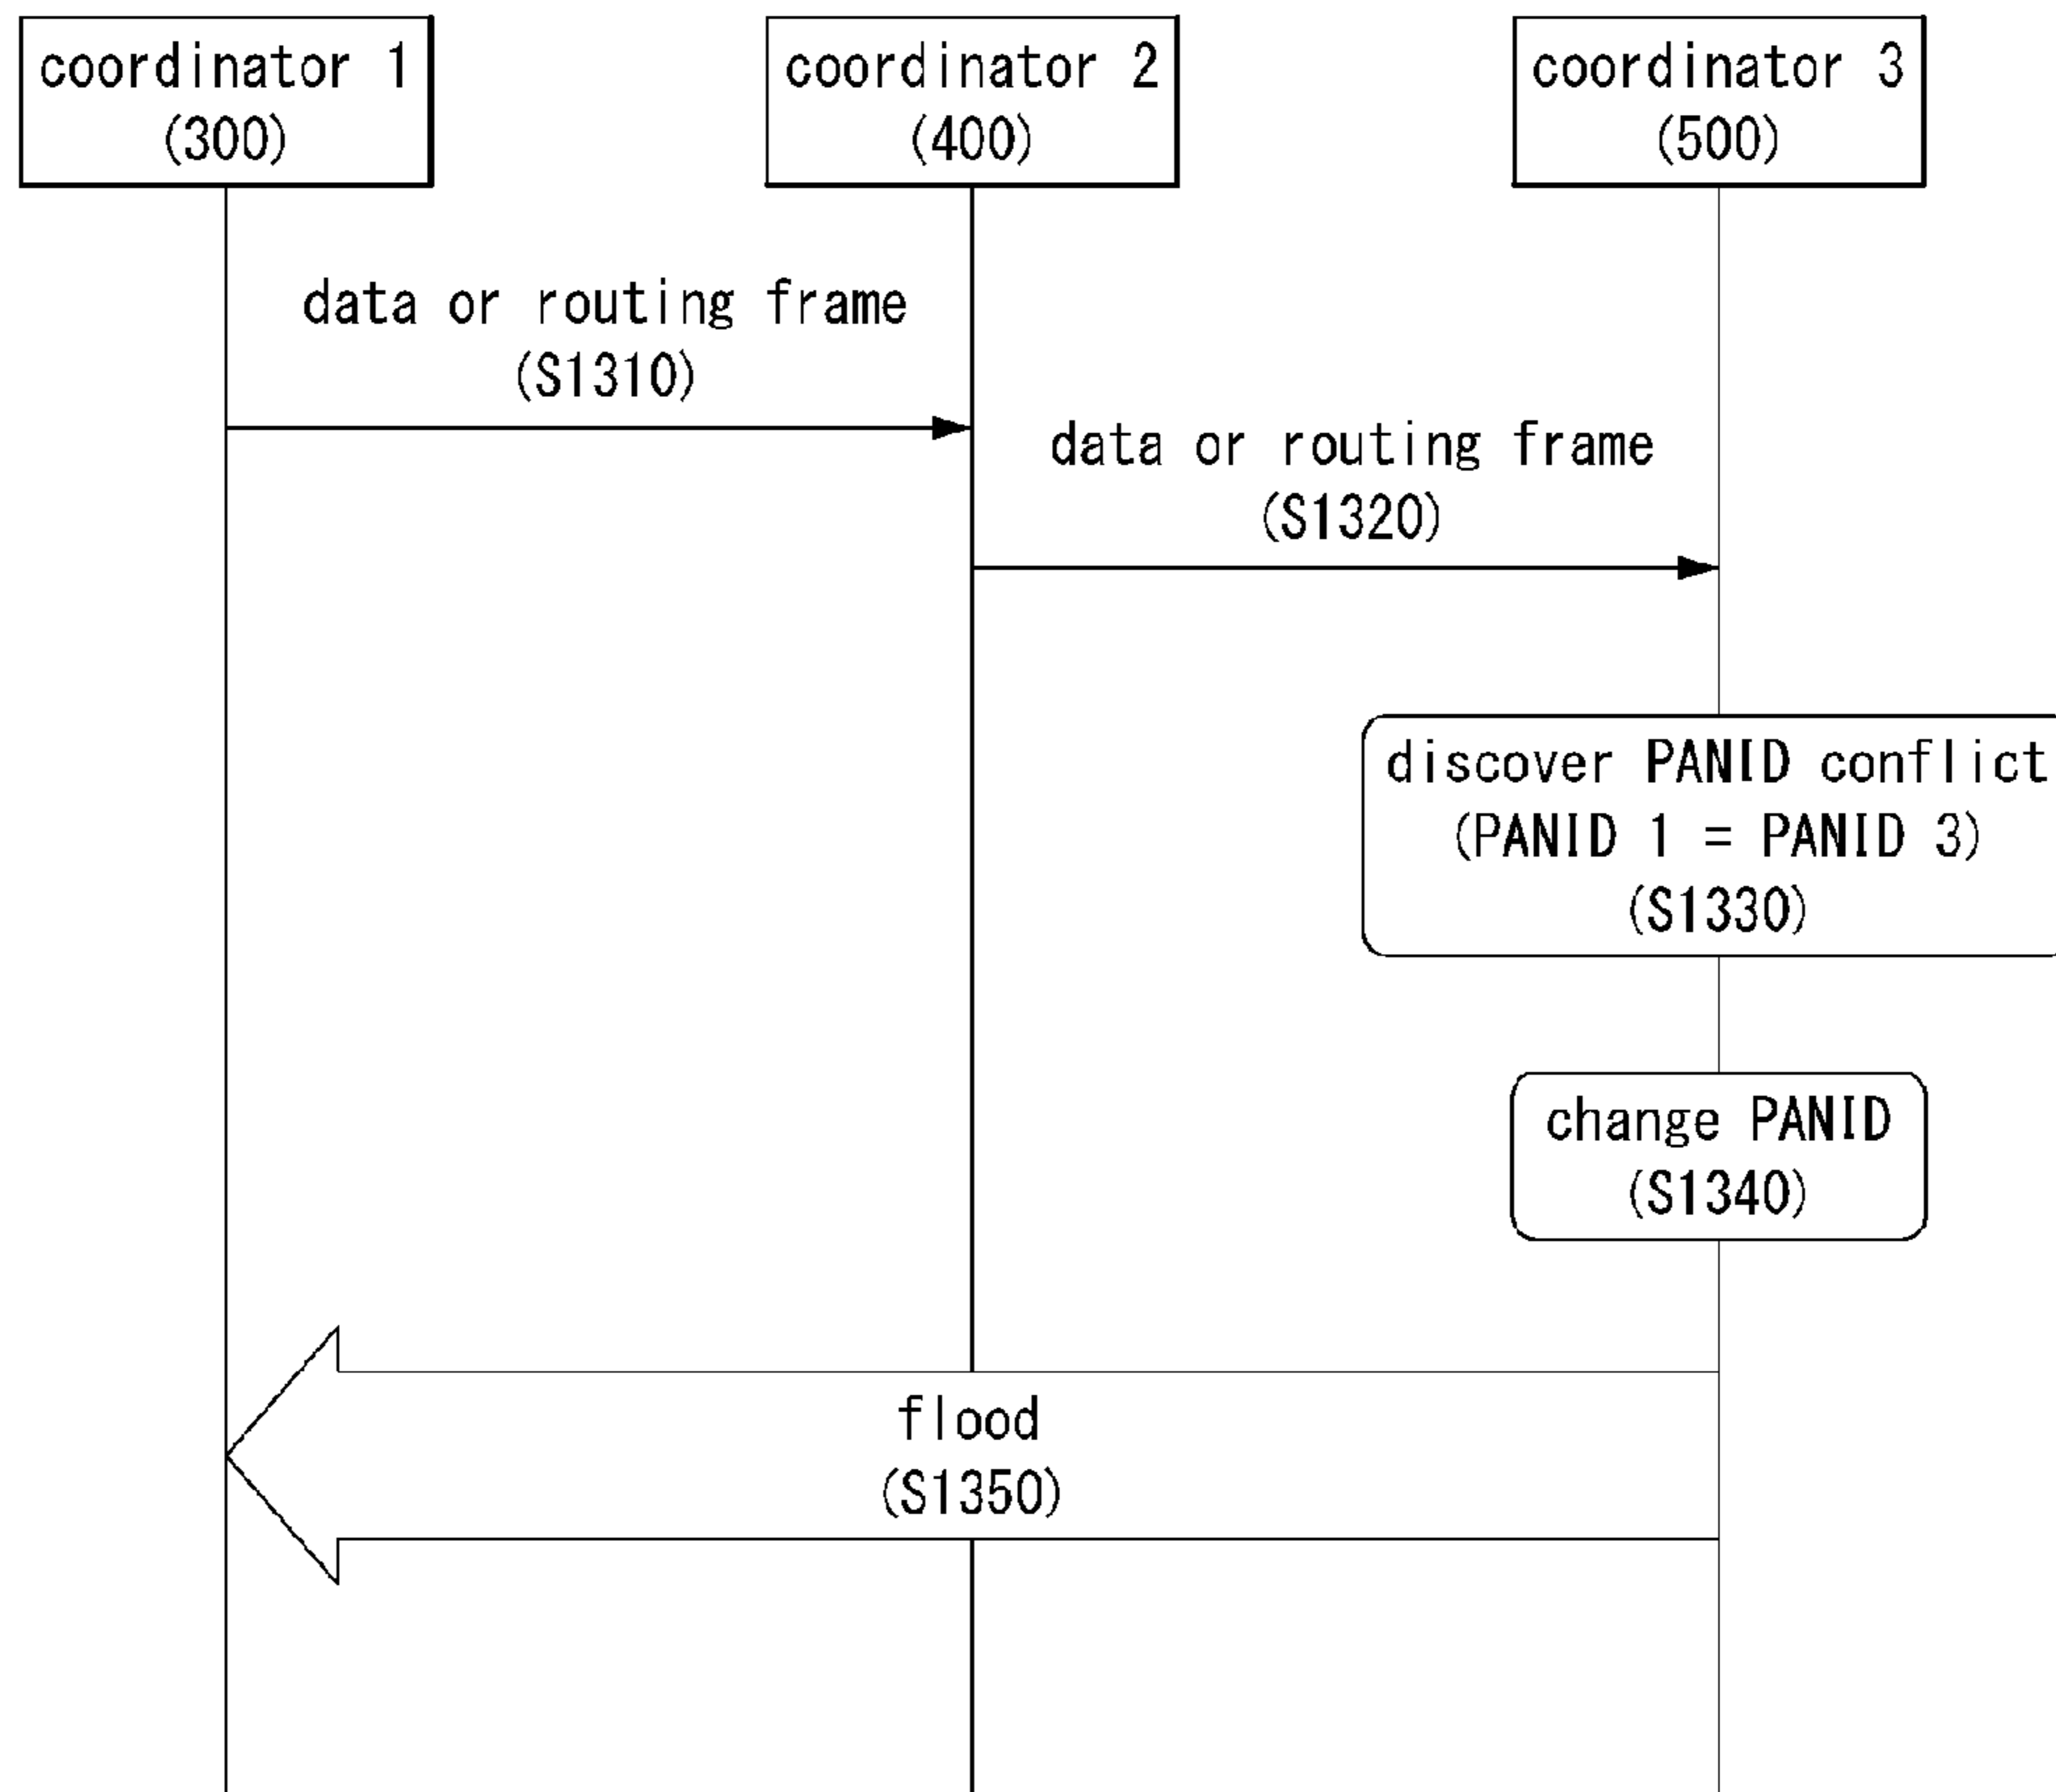 coordinator 1
(300)
coordinator 2
(400)
coordinator 3
(500)
data or routing frame
(S1310)
data or routing frame
(S1320)
discover PANID conflict
(PANID 1 = PANID 3)
(S1330)
change PANID
(S1340)
flood
(S1350)